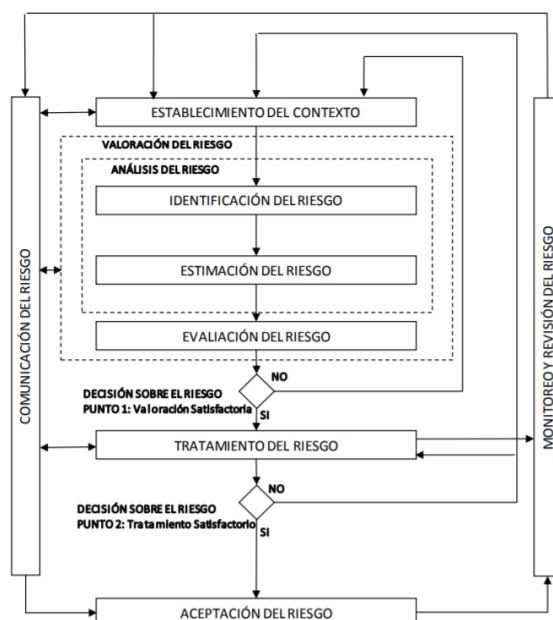 ESTABLECIMIENTO DEL CONTEXTO
VALORACIÓN DEL RIESGO
ANÁLISIS DEL RIESGO
IDENTIFICACIÓN DEL RIESGO
ESTIMACIÓN DEL RIESGO
EVALIACIÓN DEL RIESGO
NO
DECISIÓN SOBRE EL RIESGO
PUNTO 1: Valoración Satisfactoria
SI
TRATAMIENTO DEL RIESGO
NO
DECISIÓN SOBRE EL RIESGO
PUNTO 2: Tratamiento Satisfactorio
SI
ACEPTACIÓN DEL RIESGO
COMUNICACIÓN DEL RIESGO
MONITOREO Y REVISIÓN DEL RIESGO